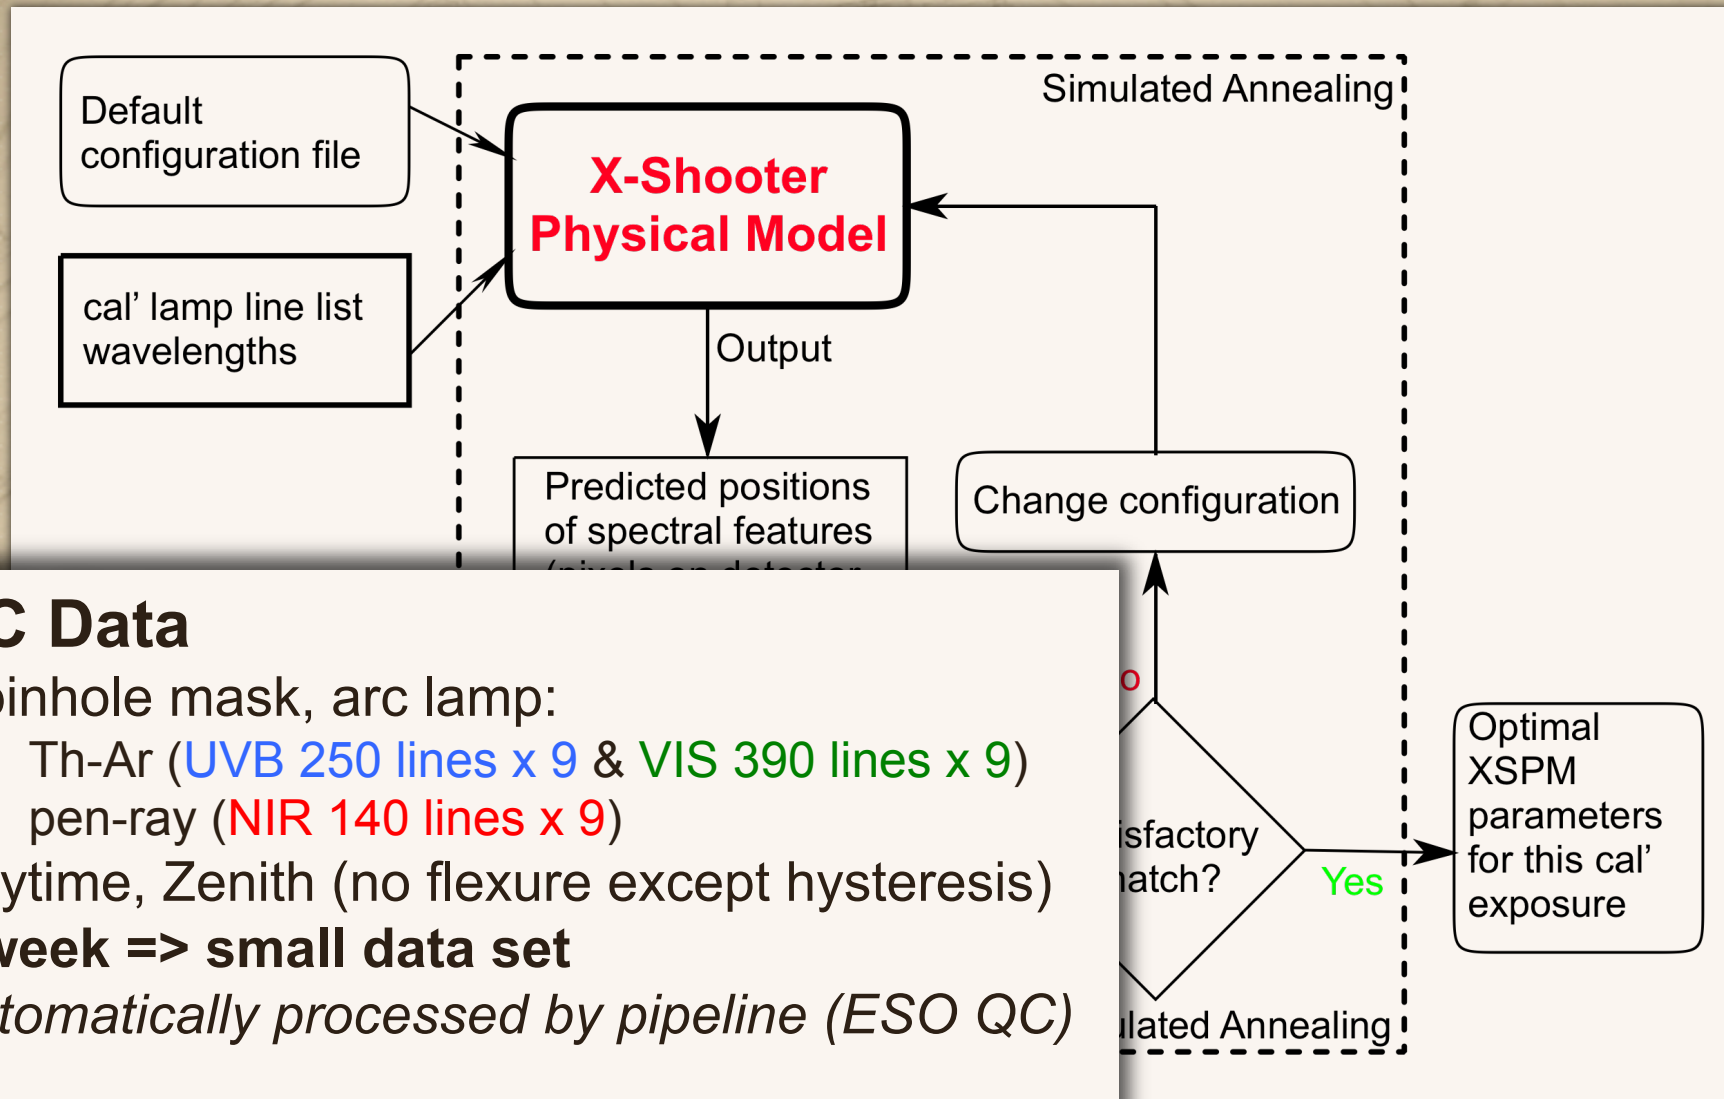 Simulated Annealing
Default
configuration file
X-Shooter
Physical Model
cal' lamp line list
wavelengths
Output
Predicted positions
of spectral features
Change configuration
C Data
pinhole mask, arc lamp:
Th-Ar (UVB 250 lines x 9 & VIS 390 lines x 9)
pen-ray (NIR 140 lines x 9)
ytime, Zenith (no flexure except hysteresis)
week => small data set
tomatically processed by pipeline (ESO QC)
o
isfactory
match?
Yes
Optimal
XSPM
parameters
for this cal'
exposure
ulated Annealing